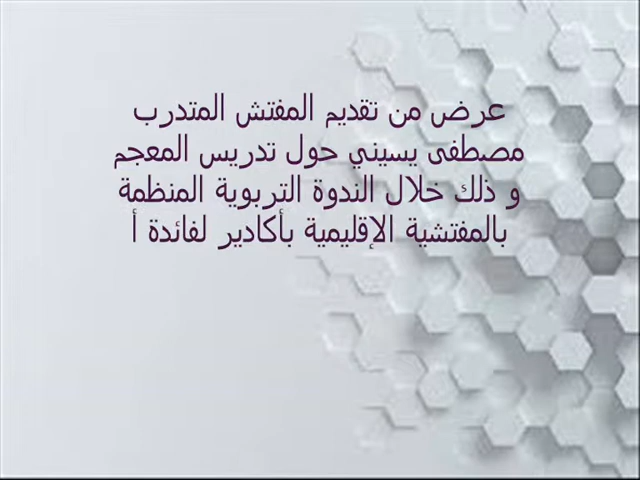 عرض من تقديم المفتش المتدرب
مصطفى يسيني حول تدريس المعجم
و ذلك خلال الندوة التربوية المنظمة
بالمفتشية الإقليمية بأكادير لفائدة أ